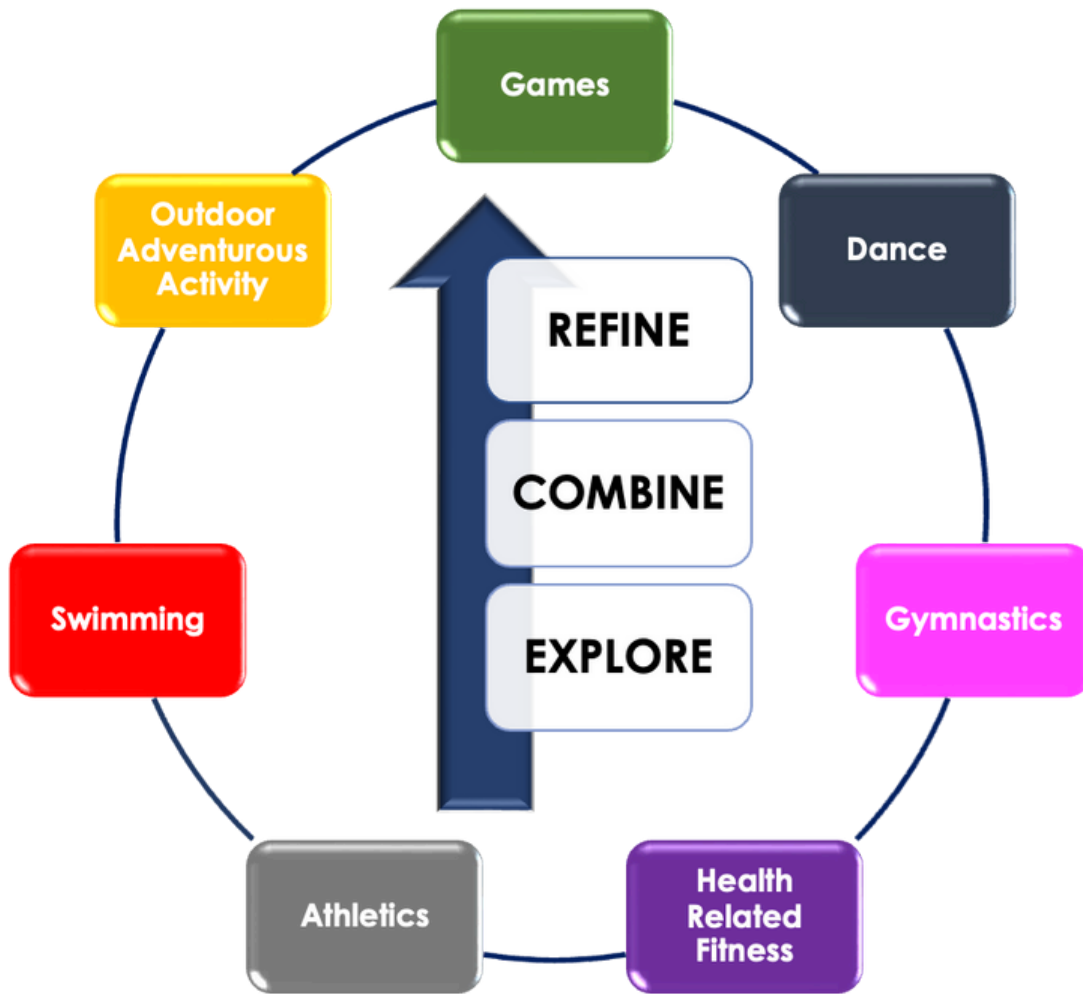 Games
Outdoor
Adventurous
Activity
Dance
REFINE
COMBINE
EXPLORE
Swimming
Gymnastics
Athletics
Health
Related
Fitness